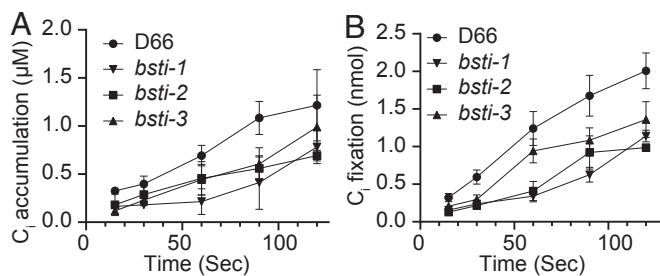 A
C_i accumulation (µM)
2.0
1.5
1.0
0.5
0.0
D66
bsti-1
bsti-2
bsti-3
0
50
100
Time (Sec)
B
C_i fixation (nmol)
2.5
2.0
1.5
1.0
0.5
0.0
D66
bsti-1
bsti-2
bsti-3
0
50
100
Time (Sec)